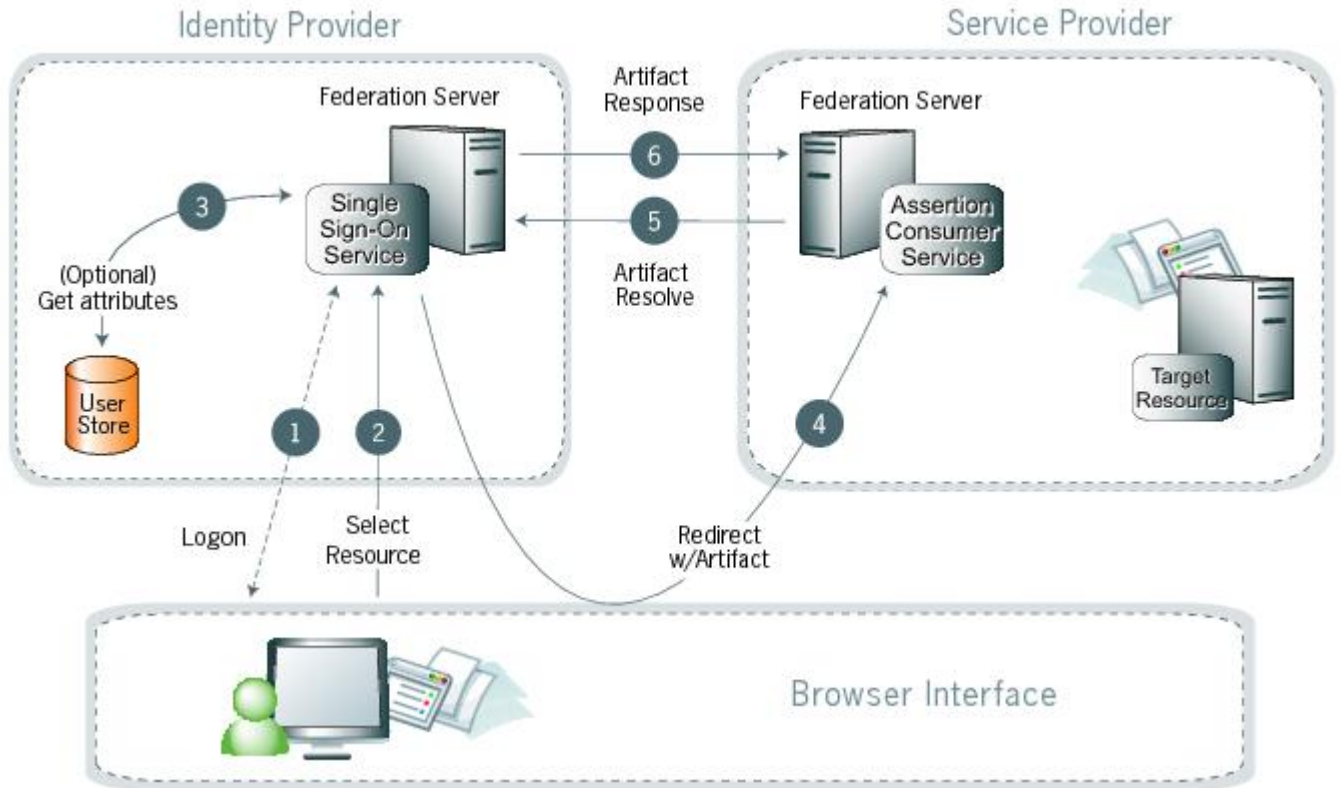 Identity Provider
Service Provider
Federation Server
Artifact
Response
Federation Server
6
3
Single
Sign-On
Service
5
Assertion
Consumer
Service
(Optional)
Get attributes
Artifact
Resolve
User
Store
Target
Resource
1
2
4
Logon
Select
Resource
Redirect
w/Artifact
Browser Interface